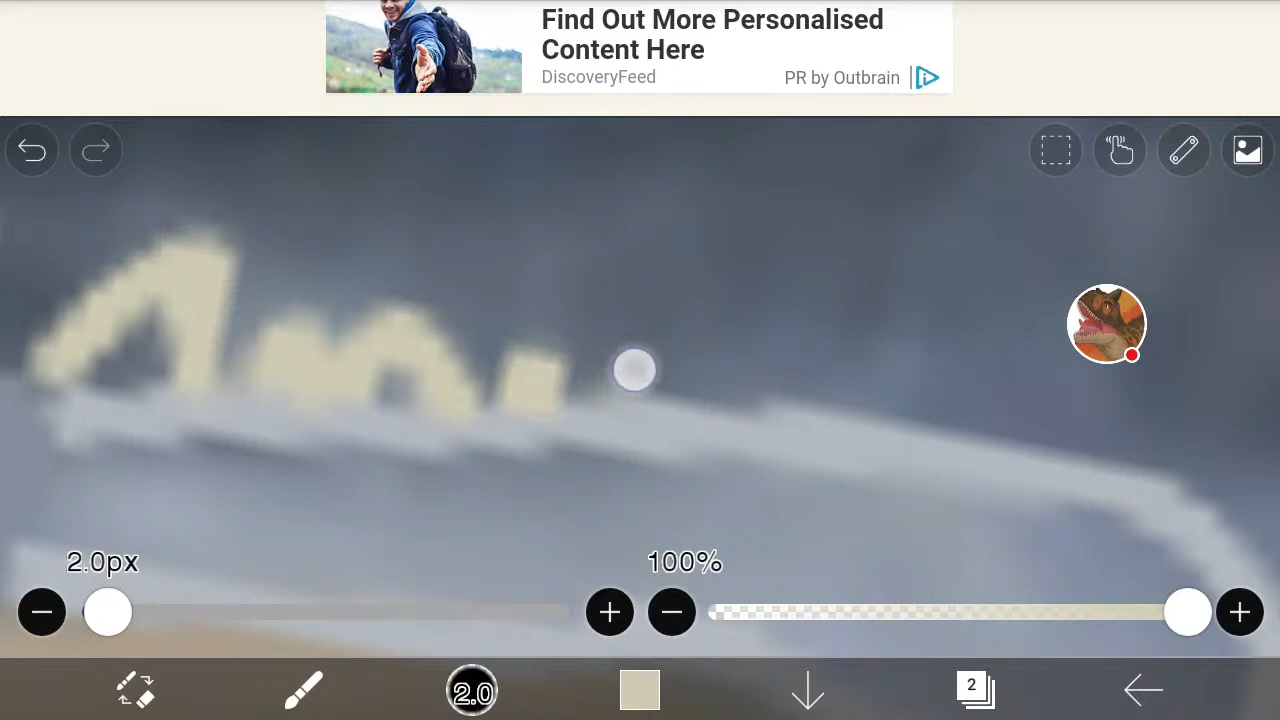 Find Out More Personalised
Content Here
DiscoveryFeed
PR by Outbrain
2.0px
100%
2.0
2